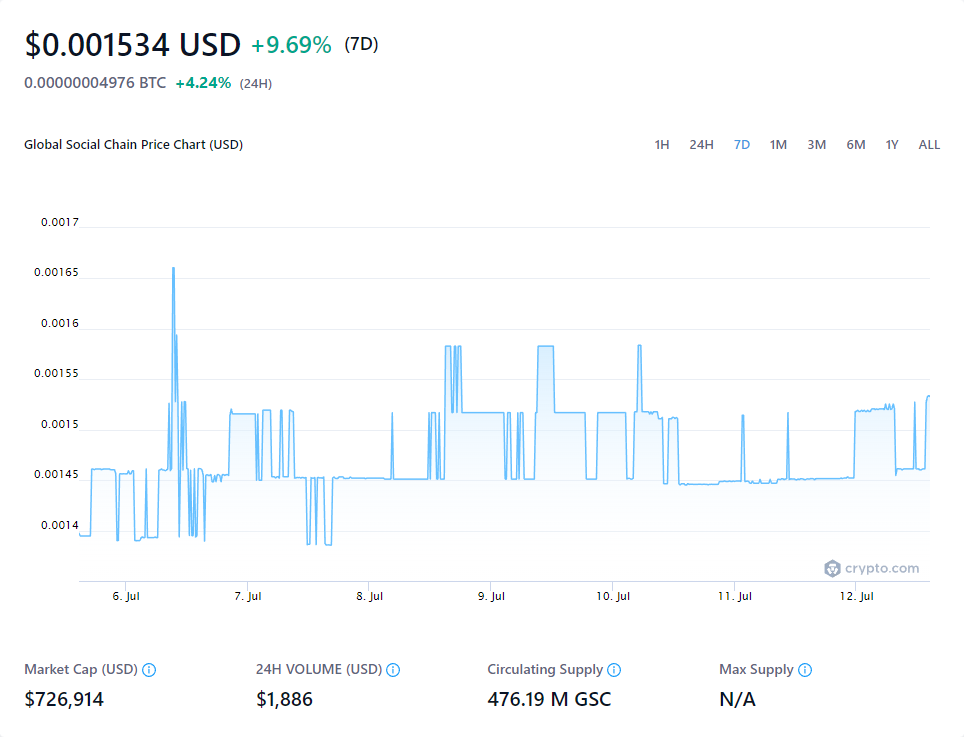 $0.001534 USD +9.69% (7D)
0.00000004976 BTC +4.24% (24H)
Global Social Chain Price Chart (USD) 1H 24H 7D 1M 3M 6M 1Y ALL
0.0017
0.00165
0.0016
0.00155
0.0015
0.00145
0.0014
crypto.com
6. Jul 7. Jul 8. Jul 9. Jul 10. Jul 11. Jul 12. Jul
Market Cap (USD) 24H VOLUME (USD) Circulating Supply Max Supply
$726,914 $1,886 476.19 M GSC N/A